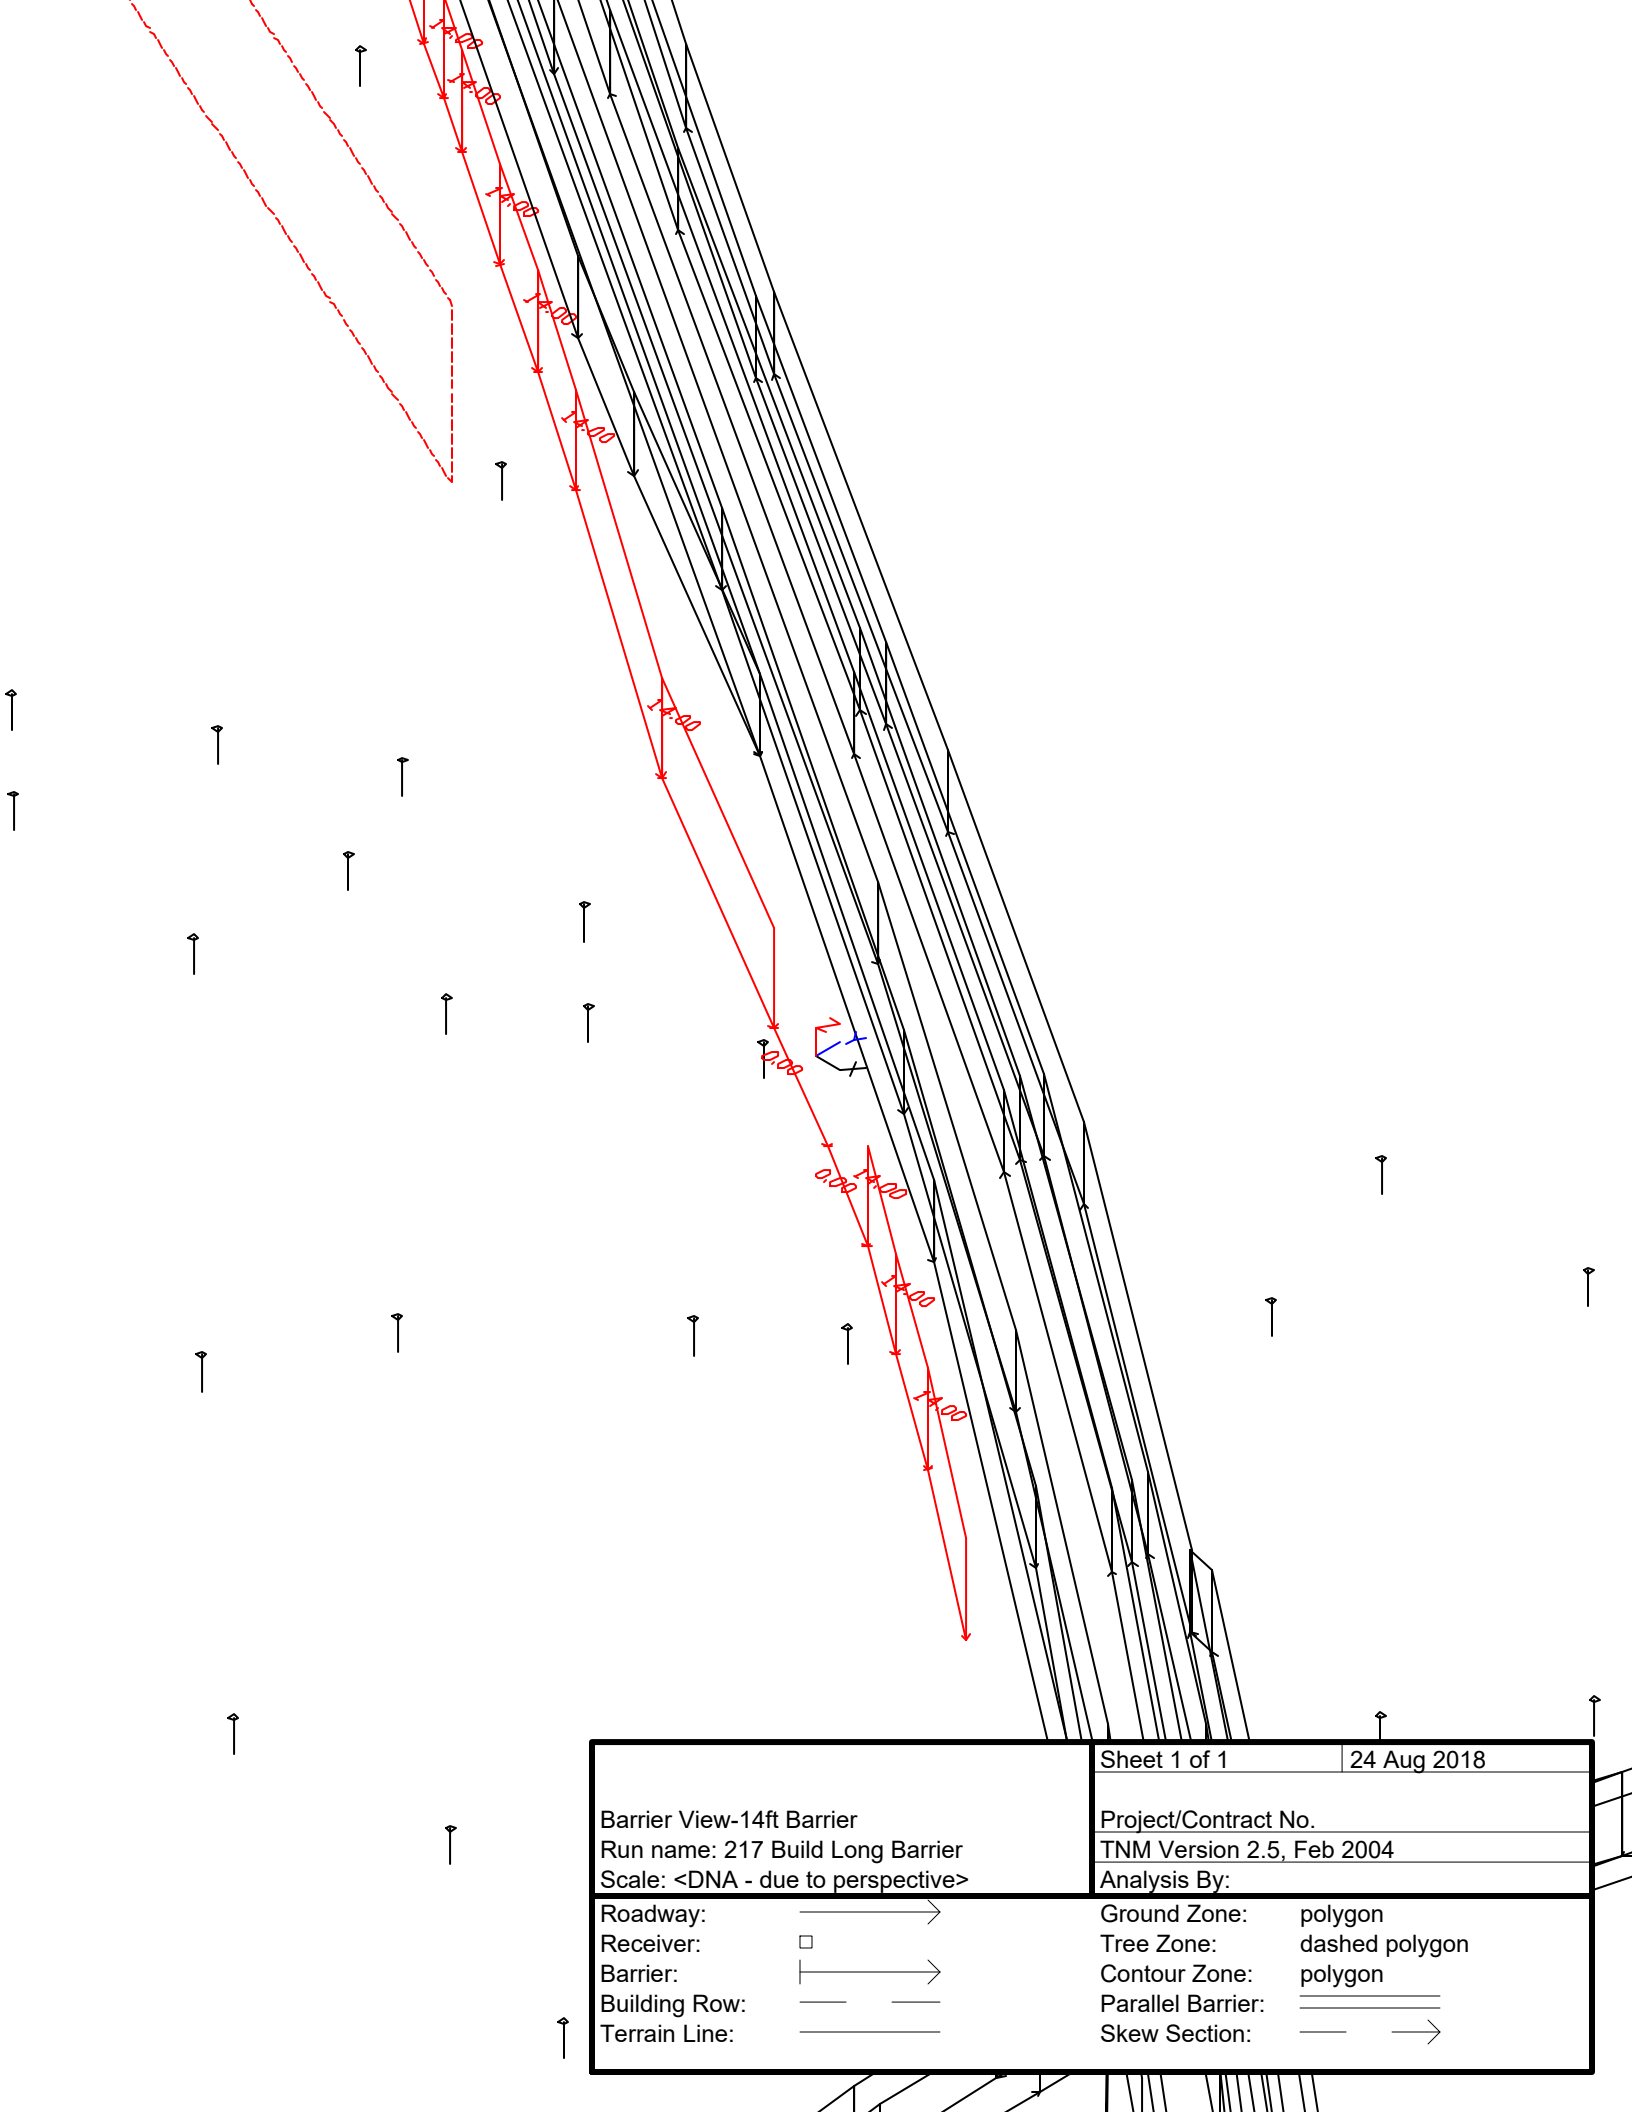 14.00
14.00
14.00
14.00
14.00
14.00
Z
Y
X
0.00
0.00
14.00
14.00
14.00
Sheet 1 of 1
24 Aug 2018
Barrier View-14ft Barrier
Project/Contract No.
Run name: 217 Build Long Barrier
TNM Version 2.5, Feb 2004
Scale: <DNA - due to perspective>
Analysis By:
Roadway:
Ground Zone: polygon
Receiver:
Tree Zone: dashed polygon
Barrier:
Contour Zone: polygon
Building Row:
Parallel Barrier:
Terrain Line:
Skew Section: